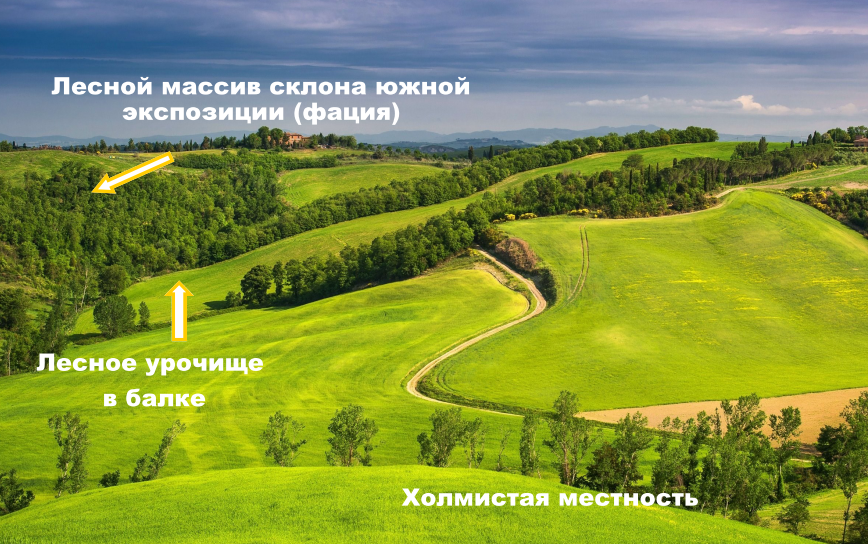 Лесной массив склона южной
экспозиции (фация)
Лесное урочище
в балке
Холмистая местность